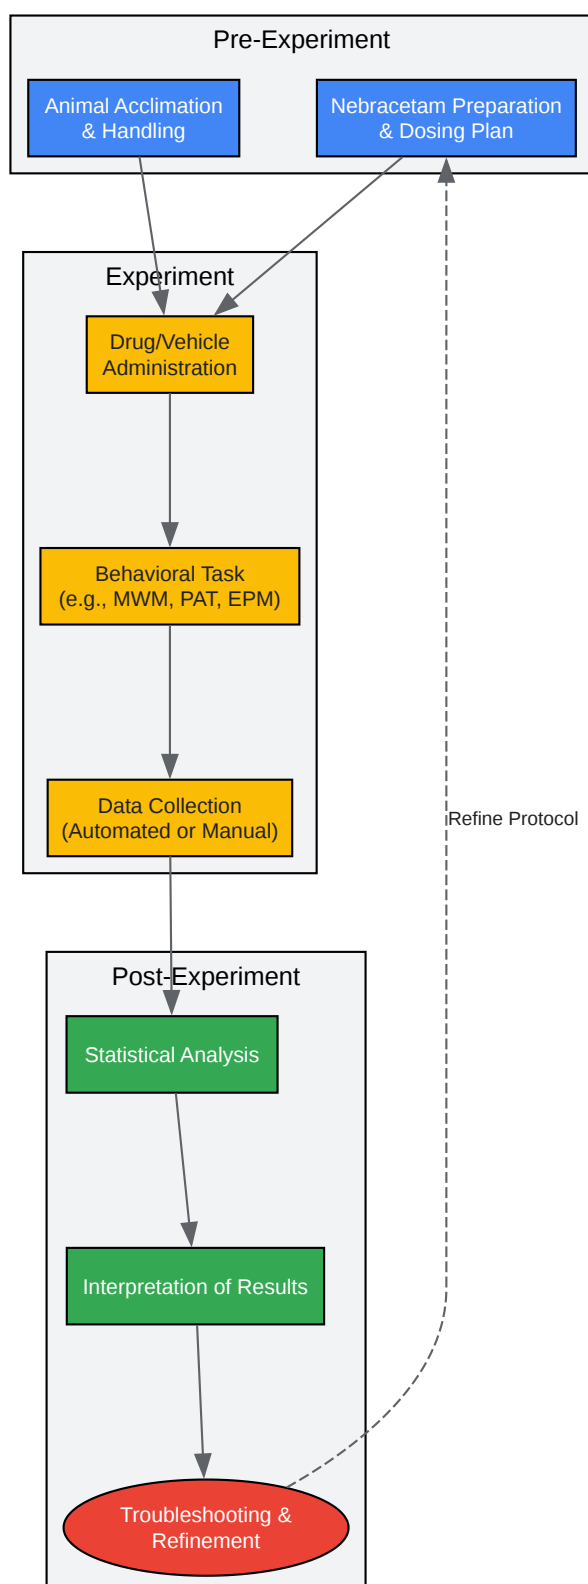 Pre-Experiment
Animal Acclimation
& Handling
Nebracetam Preparation
& Dosing Plan
Experiment
Drug/Vehicle
Administration
Behavioral Task
(e.g., MWM, PAT, EPM)
Data Collection
(Automated or Manual)
Refine Protocol
Post-Experiment
Statistical Analysis
Interpretation of Results
Troubleshooting &
Refinement